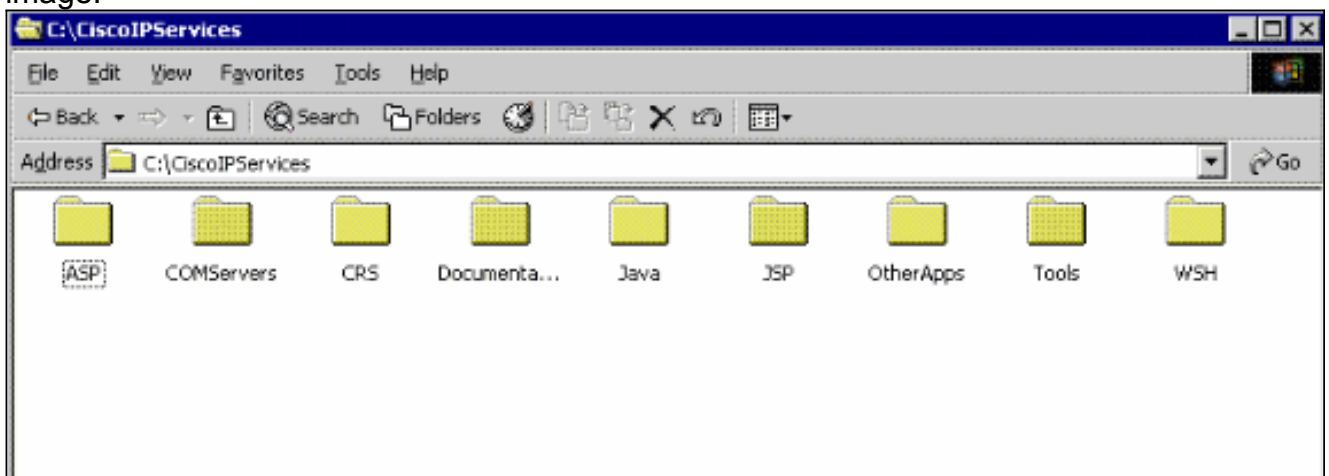 image.
C:\CiscoIPServices
File Edit View Favorites Tools Help
Back Search Folders
Address C:\CiscoIPServices Go
ASP COMServers CRS Documenta... Java JSP OtherApps Tools WSH